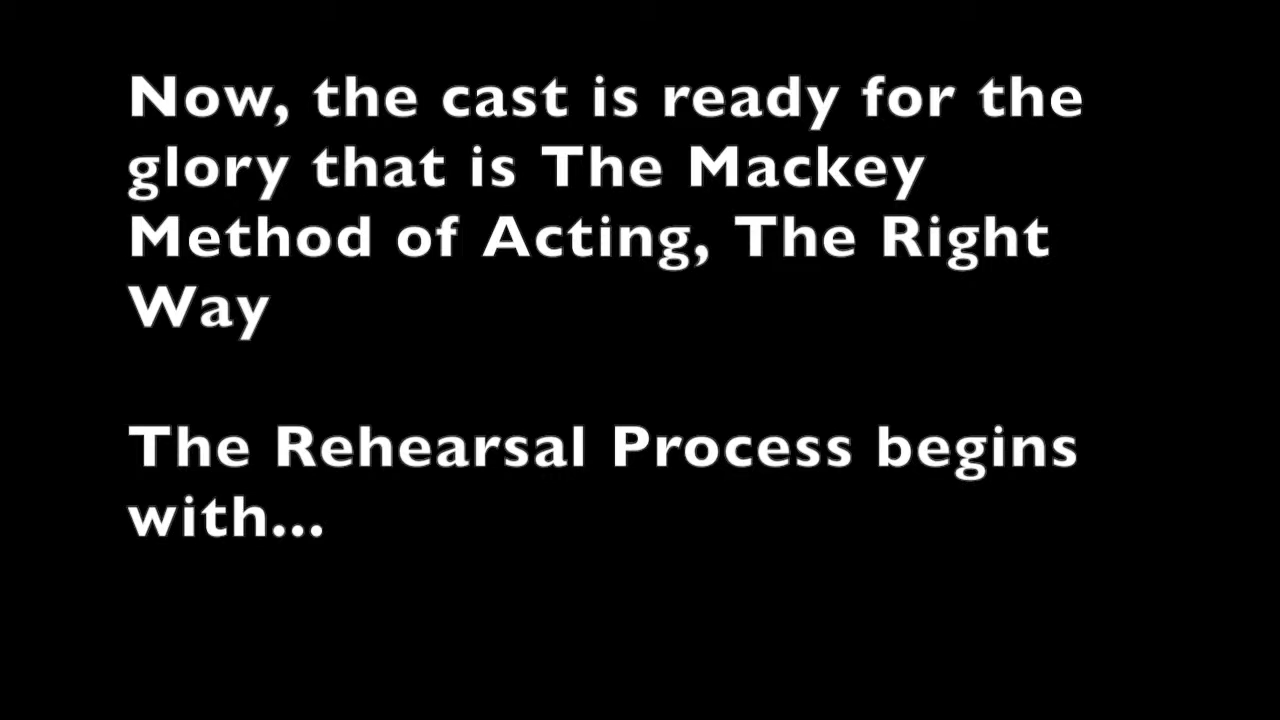 Now, the cast is ready for the
glory that is The Mackey
Method of Acting, The Right
Way
The Rehearsal Process begins
with...